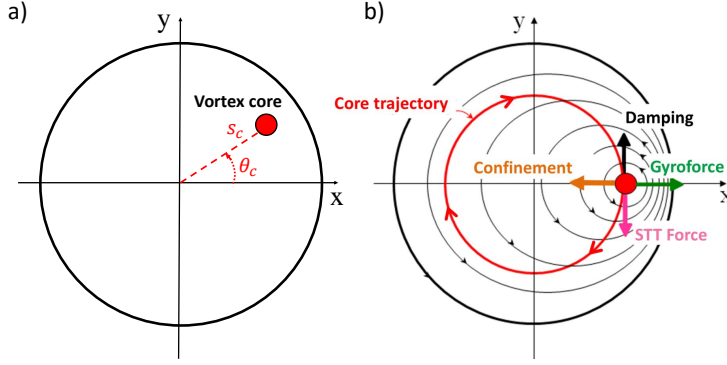 a)
y
Vortex core
s_c
θ_c
x
b)
y
Core trajectory
Damping
Confinement
Gyroforce
x
STT Force